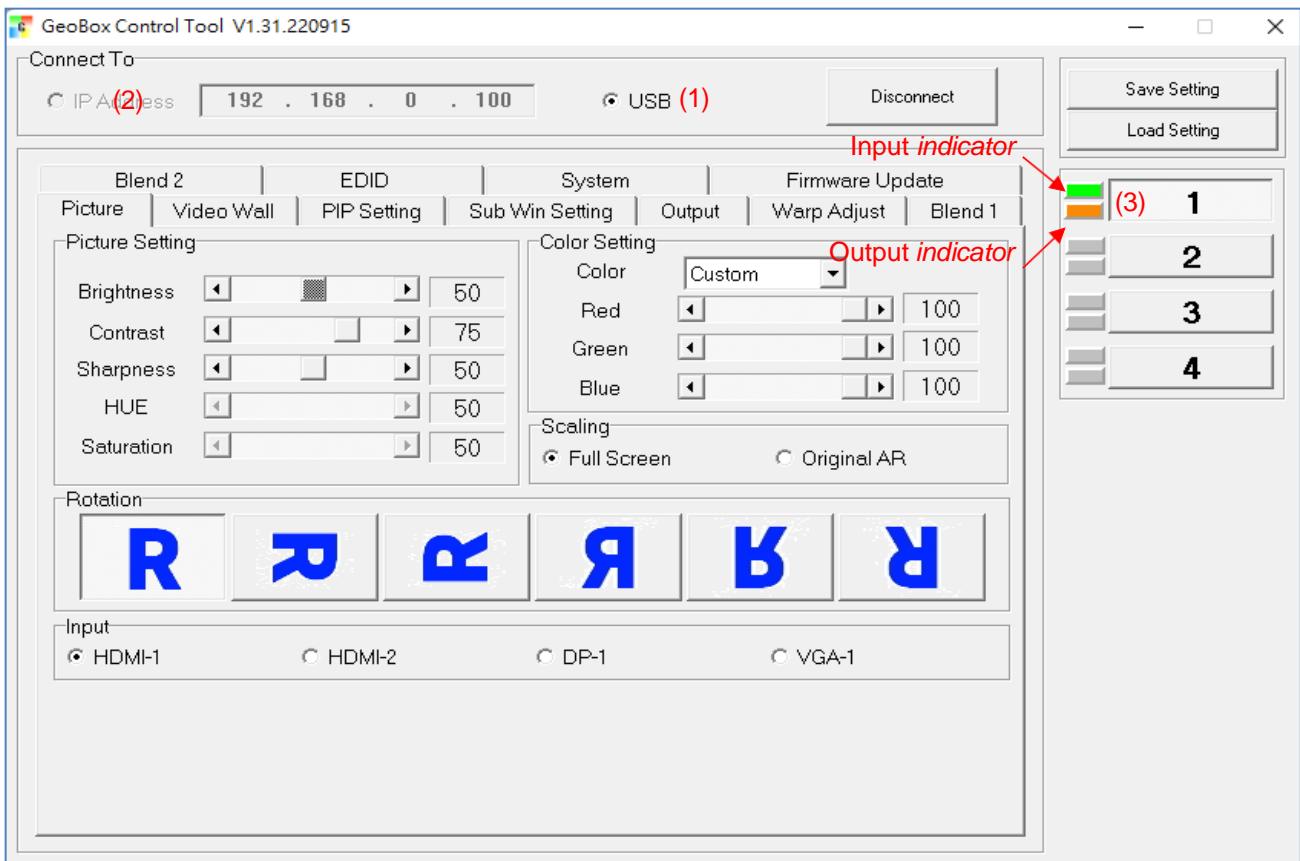 GeoBox Control Tool V1.31.220915
Connect To
IP Address (2) 192 . 168 . 0 . 100 USB (1) Disconnect
Save Setting
Load Setting
Input indicator
Blend 2 EDID System Firmware Update
Picture Video Wall PIP Setting Sub Win Setting Output Warp Adjust Blend 1
(3) 1
Output indicator
2
3
4
Picture Setting
Brightness 50
Contrast 75
Sharpness 50
HUE 50
Saturation 50
Color Setting
Color Custom
Red 100
Green 100
Blue 100
Scaling
Full Screen Original AR
Rotation
R R R R R R
Input
HDMI-1 HDMI-2 DP-1 VGA-1